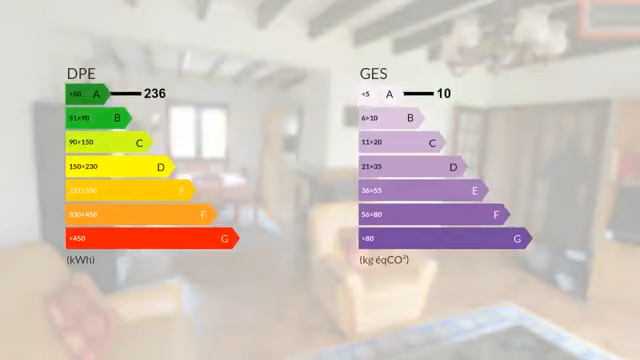 DPE
<50 A 236
51>90 B
90>150 C
150>230 D
231>330 E
330>450 F
>450 G
(kWh)
GES
<5 A 10
6>10 B
11>20 C
21>35 D
36>55 E
56>80 F
>80 G
(kg éqCO²)